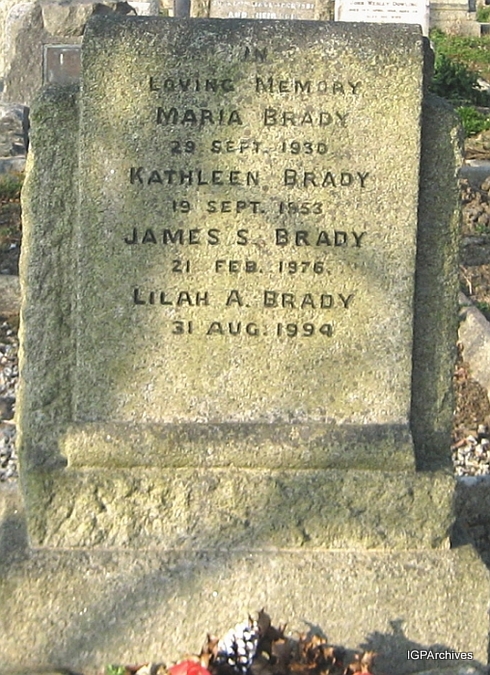 IN
LOVING MEMORY
MARIA BRADY
29 SEPT. 1930
KATHLEEN BRADY
19 SEPT. 1953
JAMES S. BRADY
21 FEB. 1976.
LILAH A. BRADY
31 AUG. 1994
IGPArchives